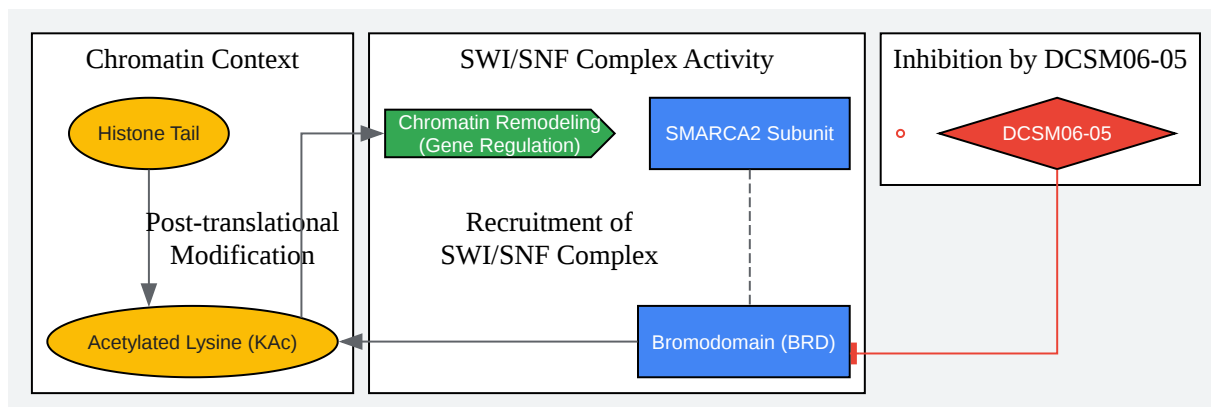 Chromatin Context
Histone Tail
Post-translational
Modification
Acetylated Lysine (KAc)
SWI/SNF Complex Activity
Chromatin Remodeling
(Gene Regulation)
SMARCA2 Subunit
Recruitment of
SWI/SNF Complex
Bromodomain (BRD)
Inhibition by DCSM06-05
DCSM06-05